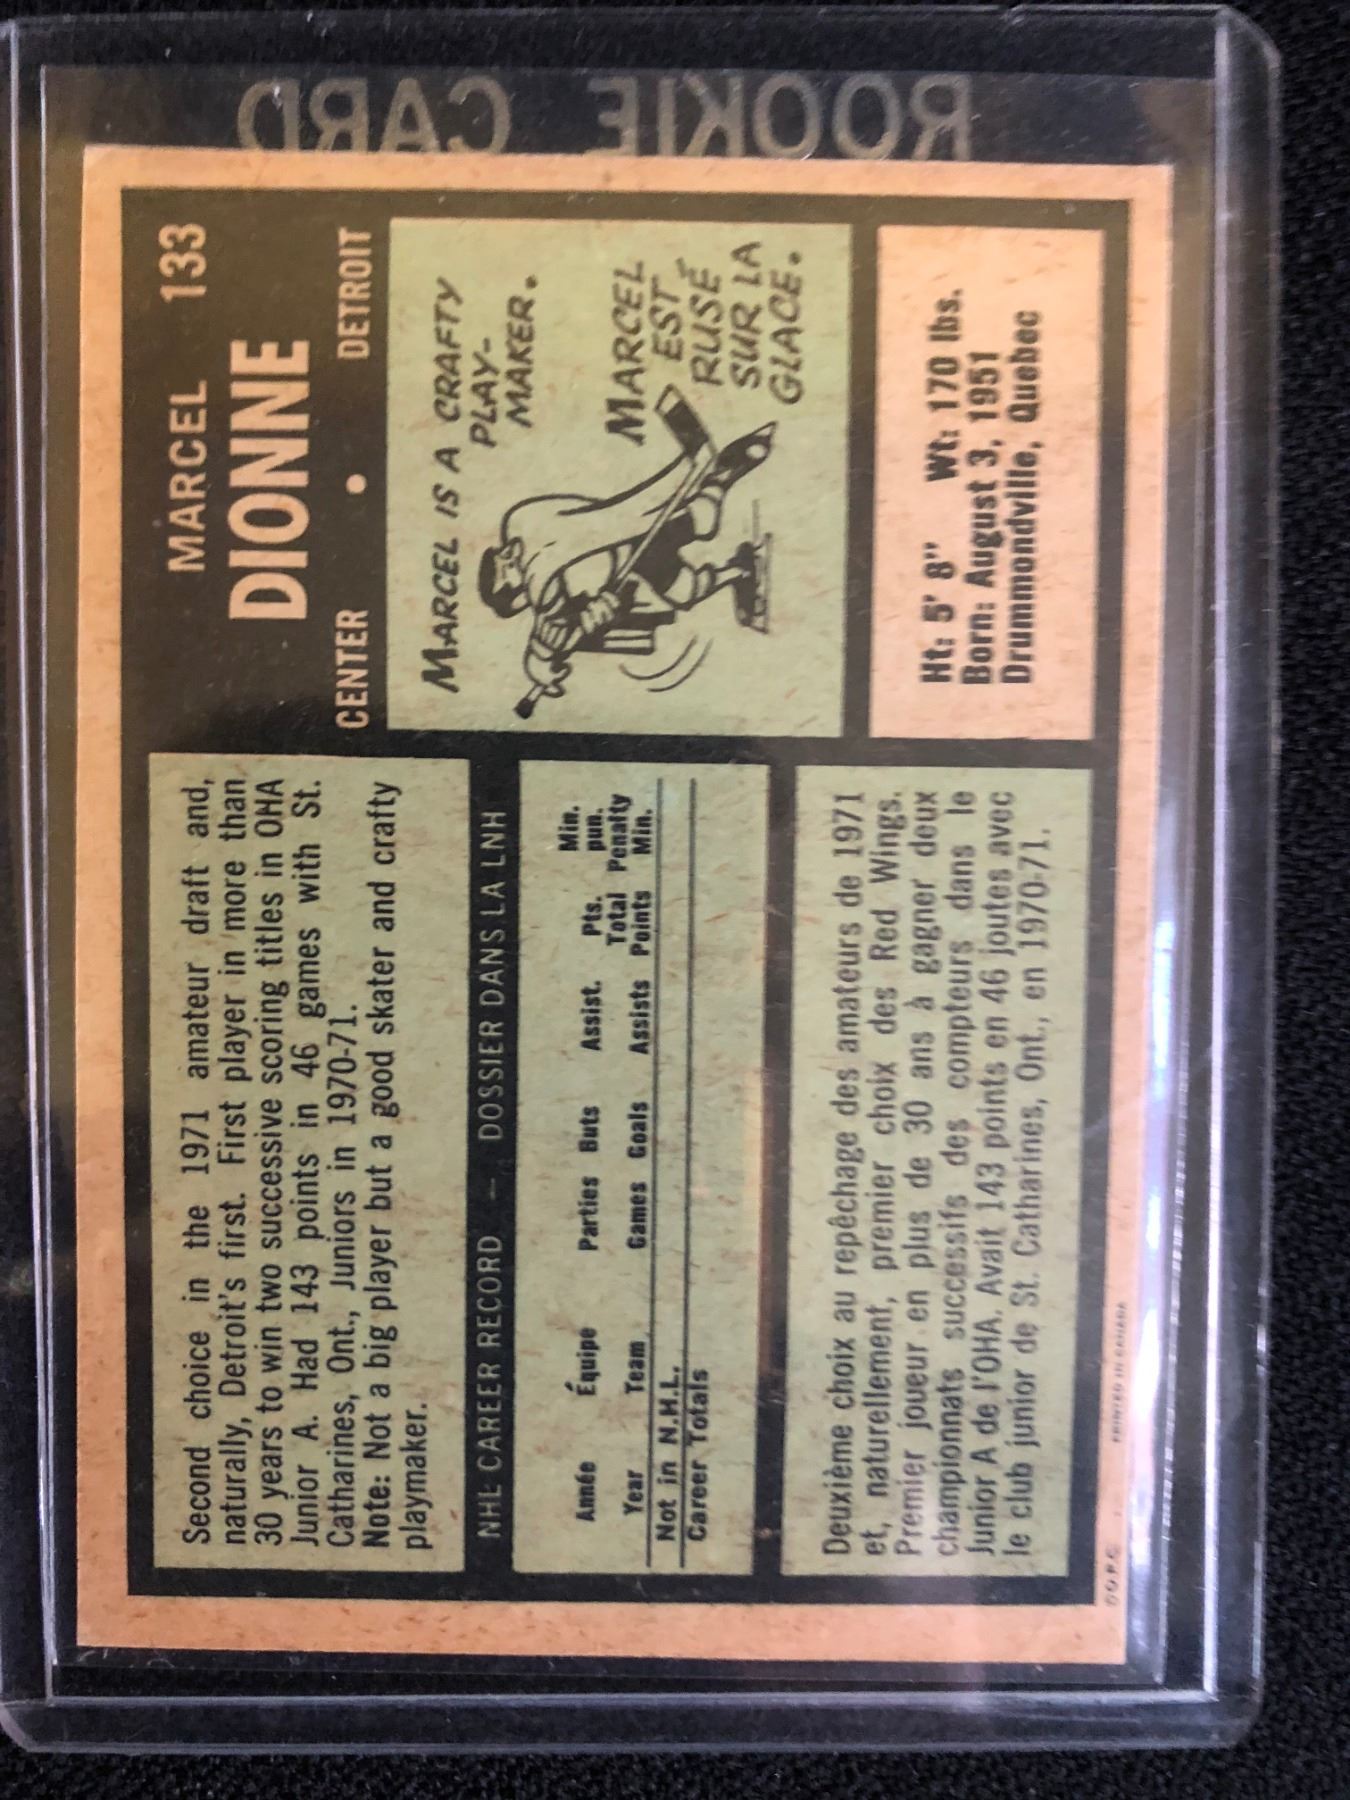 ROOKIE CARD
MARCEL 133
DIONNE
CENTER • DETROIT
Second choice in the 1971 amateur draft and,
naturally, Detroit's first. First player in more than
30 years to win two successive scoring titles in OHA
Junior A. Had 143 points in 46 games with St.
Catharines, Ont., Juniors in 1970-71.
Note: Not a big player but a good skater and crafty
playmaker.
MARCEL IS A CRAFTY
PLAY-
MAKER.
MARCEL
EST
RUSÉ
SUR LA
GLACE.
NHL CAREER RECORD — DOSSIER DANS LA LNH
Année Équipe Parties Buts Assist. Pts. Min. pun.
Year Team Games Goals Assists Total Points Penalty Min.
Not in N.H.L.
Career Totals
Ht: 5' 8" Wt: 170 lbs.
Born: August 3, 1951
Drummondville, Quebec
Deuxième choix au repêchage des amateurs de 1971
et, naturellement, premier choix des Red Wings.
Premier joueur en plus de 30 ans à gagner deux
championnats successifs des compteurs dans le
Junior A de l'OHA. Avait 143 points en 46 joutes avec
le club junior de St. Catharines, Ont., en 1970-71.
PRINTED IN CANADA